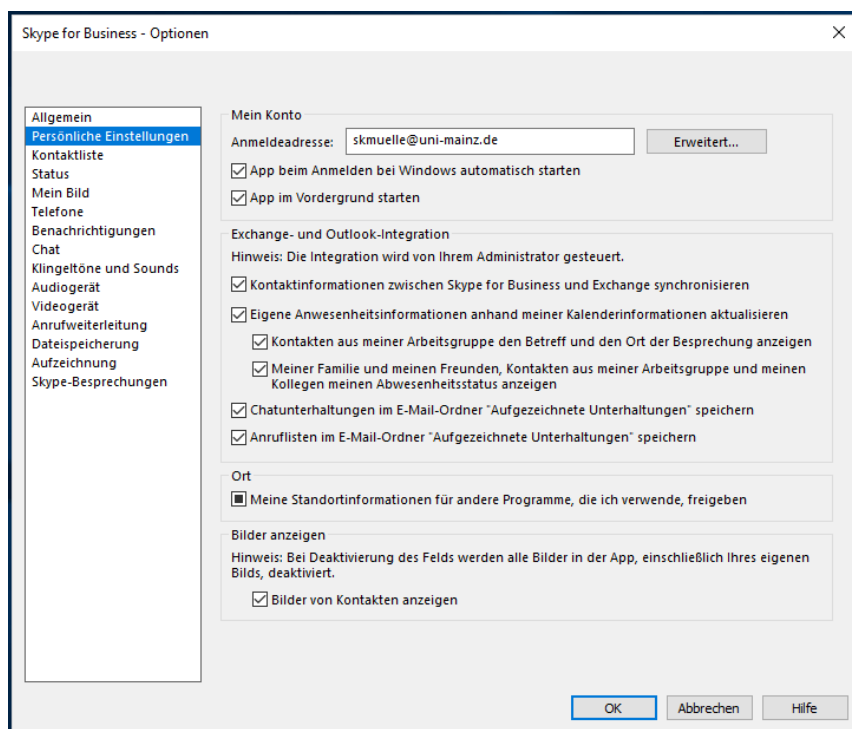 Skype for Business - Optionen
Allgemein
Persönliche Einstellungen
Kontaktliste
Status
Mein Bild
Telefone
Benachrichtigungen
Chat
Klingeltöne und Sounds
Audiogerät
Videogerät
Anrufweiterleitung
Dateispeicherung
Aufzeichnung
Skype-Besprechungen
Mein Konto
Anmeldeadresse: skmuelle@uni-mainz.de Erweitert...
App beim Anmelden bei Windows automatisch starten
App im Vordergrund starten
Exchange- und Outlook-Integration
Hinweis: Die Integration wird von Ihrem Administrator gesteuert.
Kontaktinformationen zwischen Skype for Business und Exchange synchronisieren
Eigene Anwesenheitsinformationen anhand meiner Kalenderinformationen aktualisieren
Kontakten aus meiner Arbeitsgruppe den Betreff und den Ort der Besprechung anzeigen
Meiner Familie und meinen Freunden, Kontakten aus meiner Arbeitsgruppe und meinen
Kollegen meinen Abwesenheitsstatus anzeigen
Chatunterhaltungen im E-Mail-Ordner "Aufgezeichnete Unterhaltungen" speichern
Anruflisten im E-Mail-Ordner "Aufgezeichnete Unterhaltungen" speichern
Ort
Meine Standortinformationen für andere Programme, die ich verwende, freigeben
Bilder anzeigen
Hinweis: Bei Deaktivierung des Felds werden alle Bilder in der App, einschließlich Ihres eigenen
Bilds, deaktiviert.
Bilder von Kontakten anzeigen
OK Abbrechen Hilfe